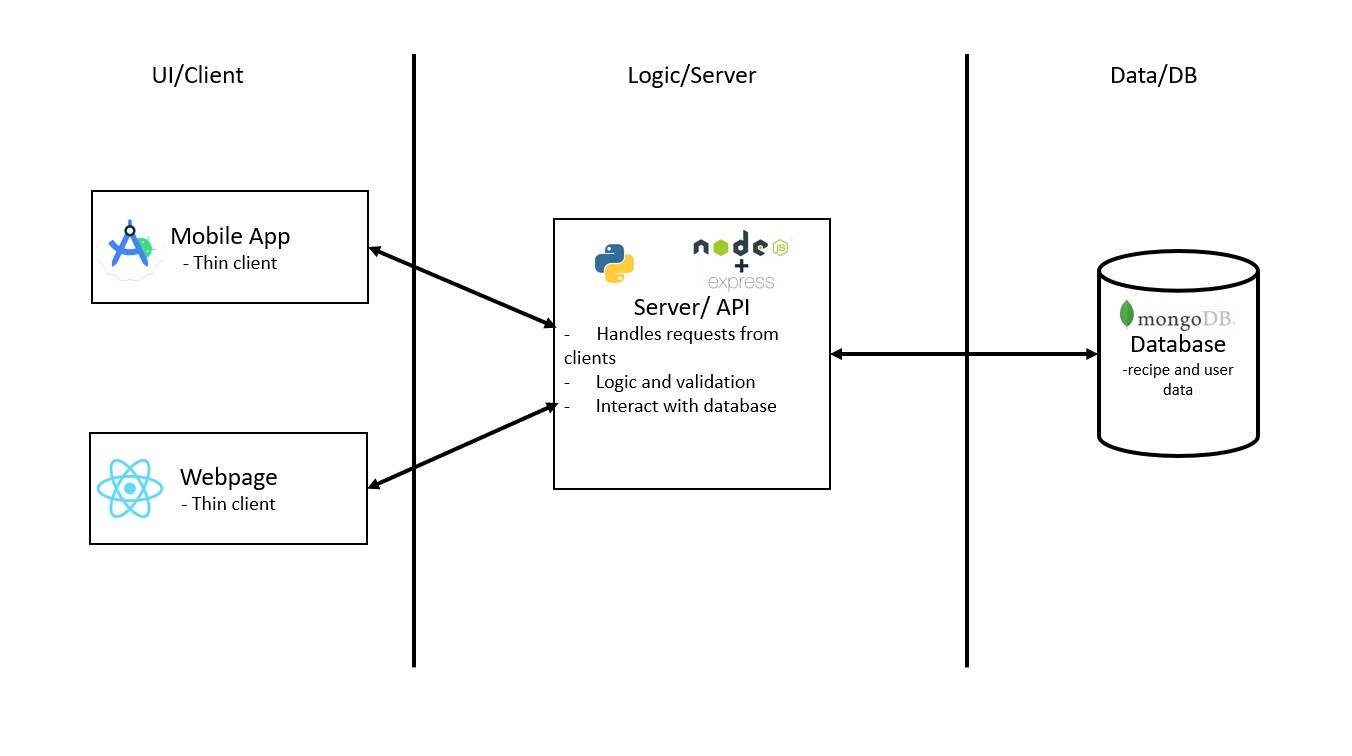 UI/Client
Logic/Server
Data/DB
Mobile App
- Thin client
Webpage
- Thin client
node JS
+
express
Server/ API
- Handles requests from
clients
- Logic and validation
- Interact with database
mongoDB.
Database
-recipe and user
data